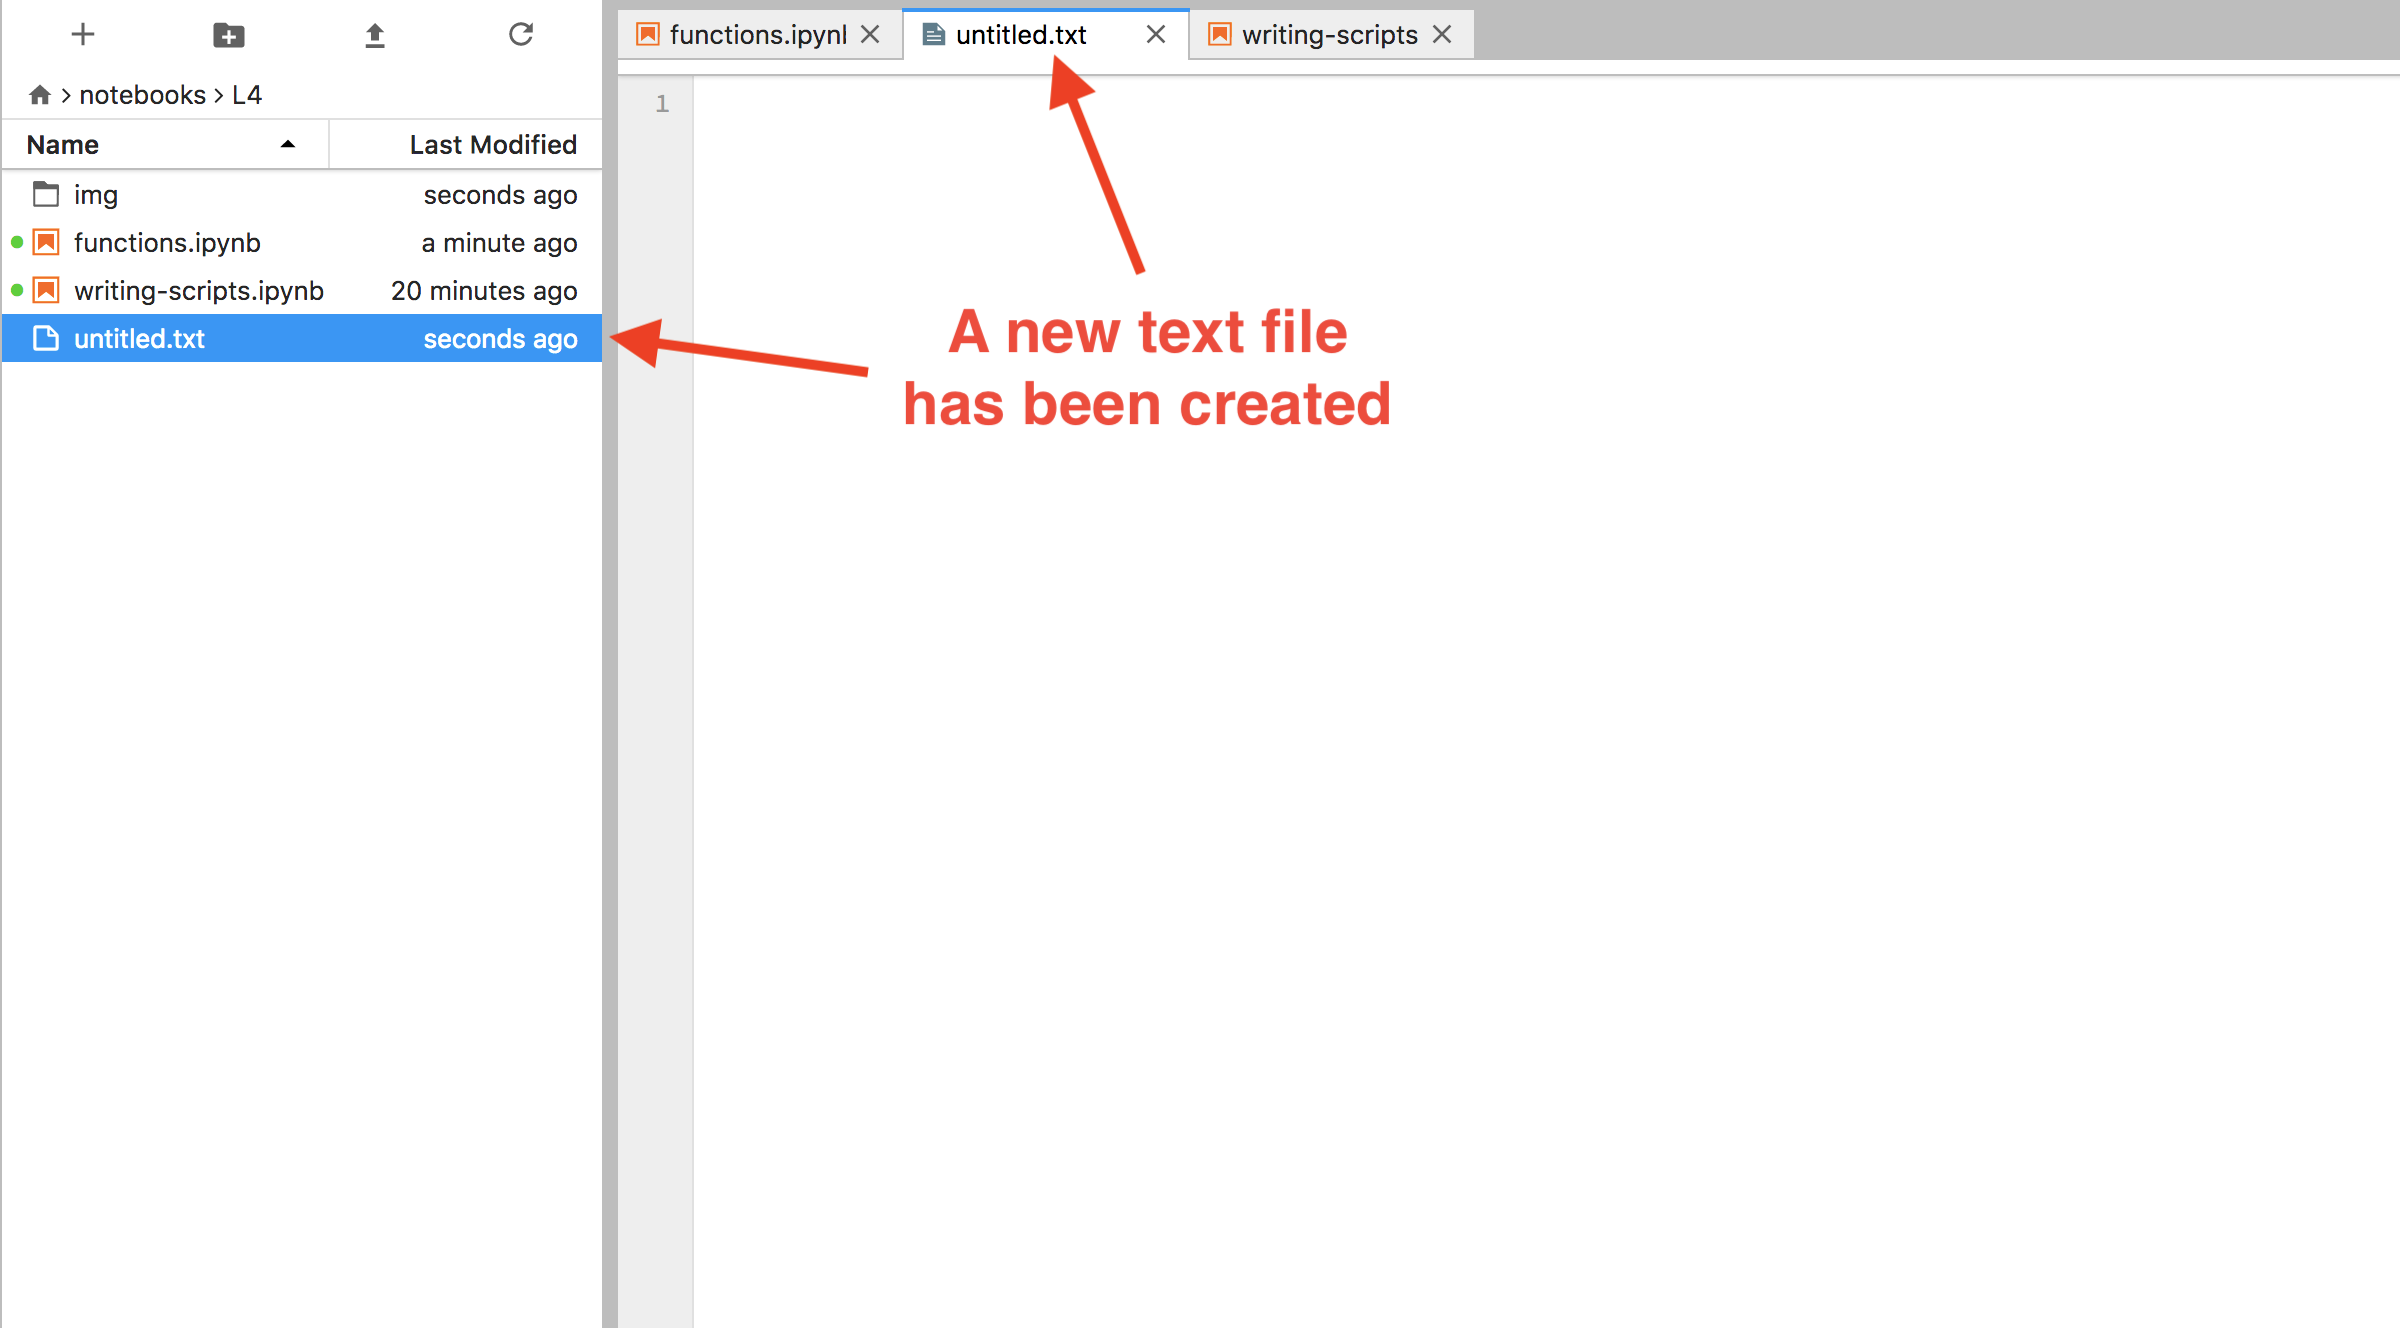 functions.ipynl
untitled.txt
writing-scripts
notebooks > L4
Name
Last Modified
img
seconds ago
functions.ipynb
a minute ago
writing-scripts.ipynb
20 minutes ago
untitled.txt
seconds ago
1
A new text file
has been created